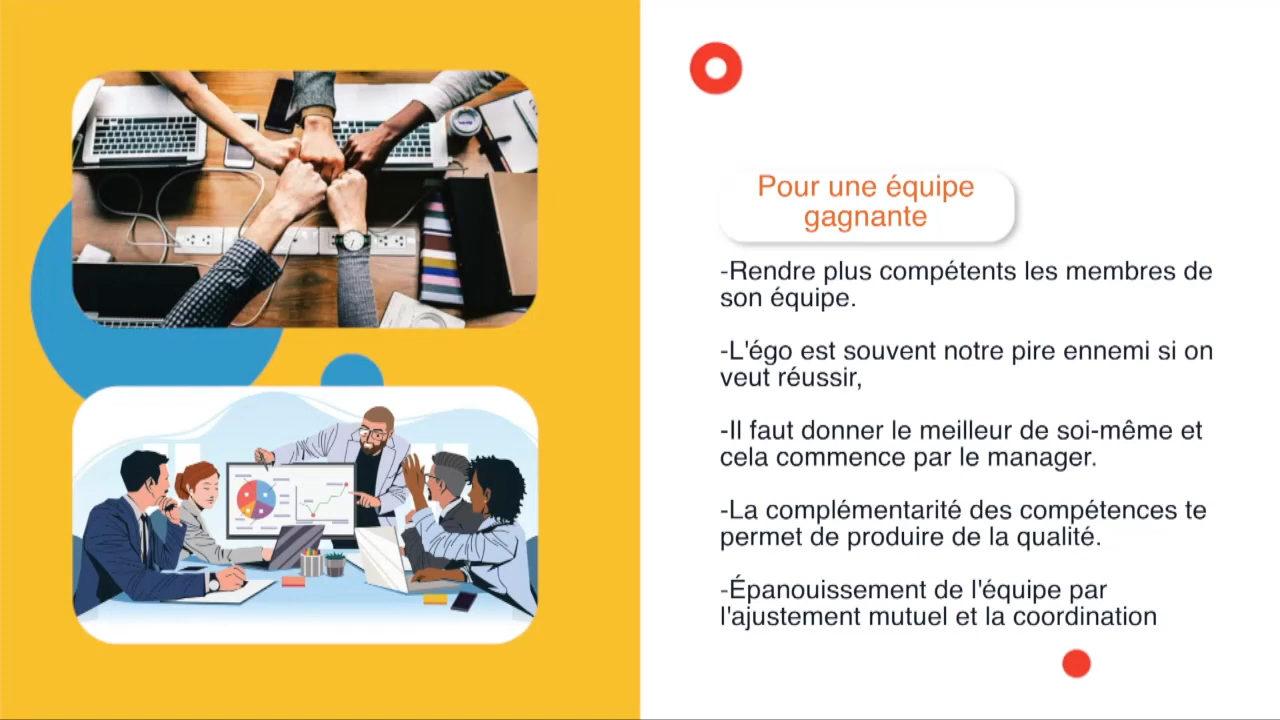 Pour une équipe
gagnante
-Rendre plus compétents les membres de
son équipe.
-L'égo est souvent notre pire ennemi si on
veut réussir,
-Il faut donner le meilleur de soi-même et
cela commence par le manager.
-La complémentarité des compétences te
permet de produire de la qualité.
-Épanouissement de l'équipe par
l'ajustement mutuel et la coordination